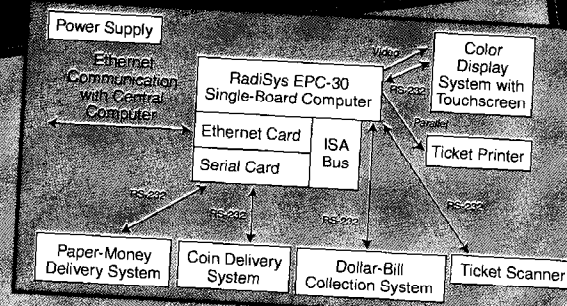 Power Supply
Ethernet
Communication
with Central
Computer
RadiSys EPC-30
Single-Board Computer
Ethernet Card
Serial Card
ISA
Bus
Video
RS-232
Color
Display
System with
Touchscreen
Parallel
Ticket Printer
RS-232
RS-232
RS-232
RS-232
Paper-Money
Delivery System
Coin Delivery
System
Dollar-Bill
Collection System
Ticket Scanner